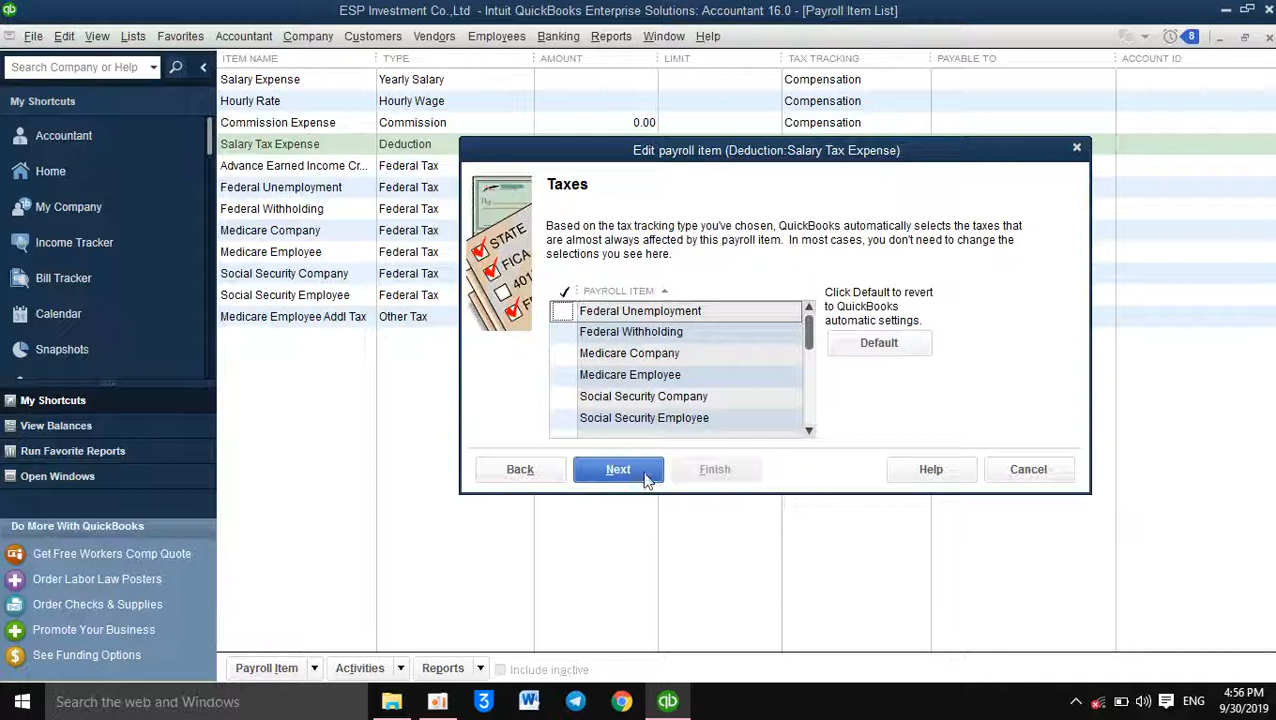 ESP Investment Co.,Ltd - Intuit QuickBooks Enterprise Solutions: Accountant 16.0 - [Payroll Item List]
File Edit View Lists Favorites Accountant Company Customers Vendors Employees Banking Reports Window Help
8
Search Company or Help
My Shortcuts
Accountant
Home
My Company
Income Tracker
Bill Tracker
Calendar
Snapshots
My Shortcuts
View Balances
Run Favorite Reports
Open Windows
Do More With QuickBooks
Get Free Workers Comp Quote
Order Labor Law Posters
Order Checks & Supplies
Promote Your Business
See Funding Options
ITEM NAME TYPE AMOUNT LIMIT TAX TRACKING PAYABLE TO ACCOUNT ID
Salary Expense Yearly Salary Compensation
Hourly Rate Hourly Wage Compensation
Commission Expense Commission 0.00 Compensation
Salary Tax Expense Deduction
Advance Earned Income Cr... Federal Tax
Federal Unemployment Federal Tax
Federal Withholding Federal Tax
Medicare Company Federal Tax
Medicare Employee Federal Tax
Social Security Company Federal Tax
Social Security Employee Federal Tax
Medicare Employee Addl Tax Other Tax
Edit payroll item (Deduction:Salary Tax Expense)
STATE
FICA
Taxes
Based on the tax tracking type you've chosen, QuickBooks automatically selects the taxes that
are almost always affected by this payroll item. In most cases, you don't need to change the
selections you see here.
PAYROLL ITEM
Federal Unemployment
Federal Withholding
Medicare Company
Medicare Employee
Social Security Company
Social Security Employee
Click Default to revert
to QuickBooks
automatic settings.
Default
Back Next Finish Help Cancel
Payroll Item Activities Reports Include inactive
Search the web and Windows
ENG
4:56 PM
9/30/2019